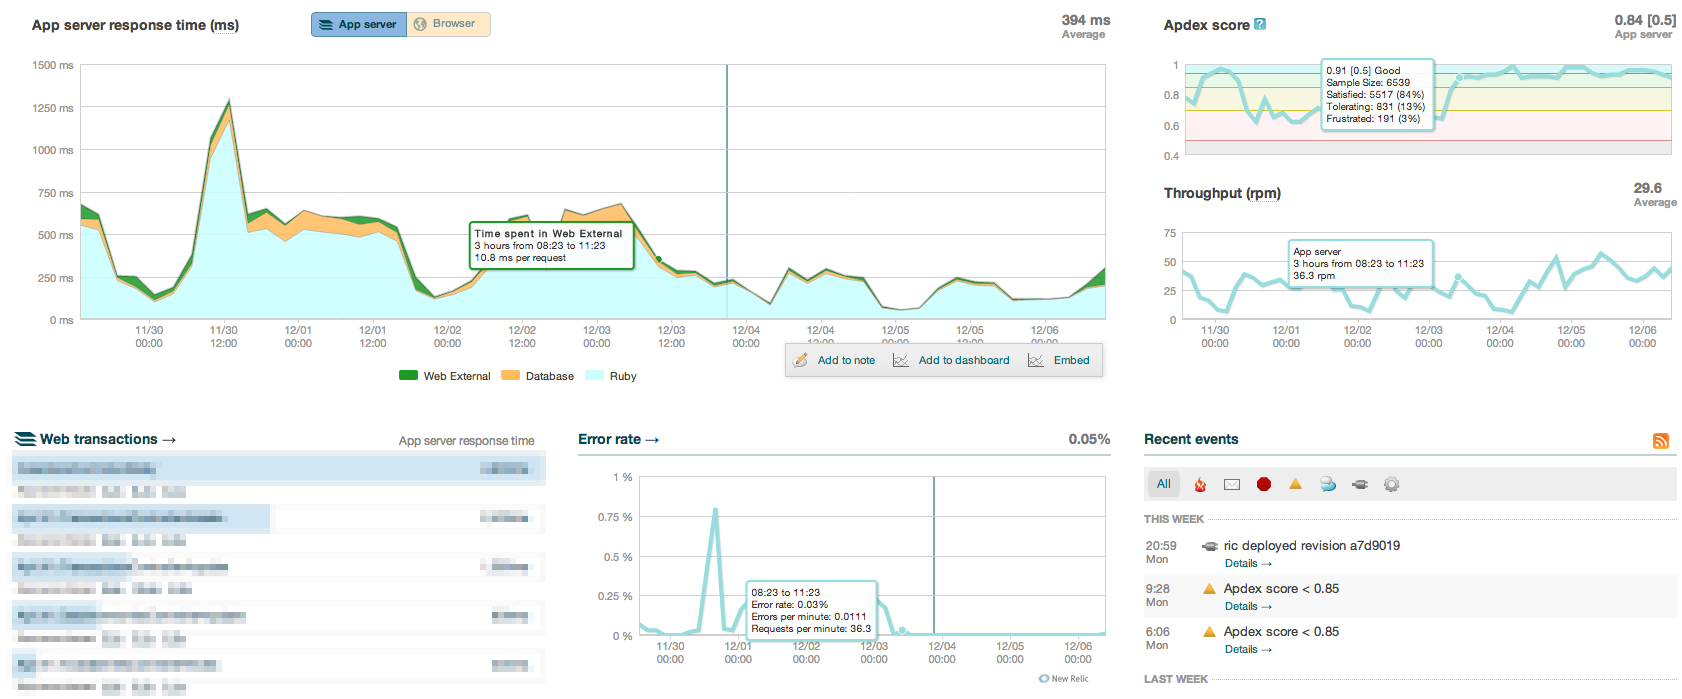 App server response time (ms)
App server
Browser
394 ms
Average
1500 ms
1250 ms
1000 ms
750 ms
500 ms
250 ms
0 ms
Time spent in Web External
3 hours from 08:23 to 11:23
10.8 ms per request
11/30 11/30 12/01 12/01 12/02 12/02 12/03 12/03 12/04 12/04 12/05 12/05 12/06
00:00 12:00 00:00 12:00 00:00 12:00 00:00 12:00 00:00 12:00 00:00 12:00 00:00
Add to note Add to dashboard Embed
Web External Database Ruby
Apdex score ?
0.84 [0.5]
App server
1
0.8
0.6
0.4
0.91 [0.5] Good
Sample Size: 6539
Satisfied: 5517 (84%)
Tolerating: 831 (13%)
Frustrated: 191 (3%)
Throughput (rpm)
29.6
Average
75
50
25
0
App server
3 hours from 08:23 to 11:23
36.3 rpm
11/30 12/01 12/02 12/03 12/04 12/05 12/06
00:00 00:00 00:00 00:00 00:00 00:00 00:00
Web transactions →
App server response time
Error rate →
0.05%
1 %
0.75 %
0.5 %
0.25 %
0 %
08:23 to 11:23
Error rate: 0.03%
Errors per minute: 0.0111
Requests per minute: 36.3
11/30 12/01 12/02 12/03 12/04 12/05 12/06
00:00 00:00 00:00 00:00 00:00 00:00 00:00
New Relic
Recent events
All
THIS WEEK
20:59 ric deployed revision a7d9019
Mon Details →
9:28 Apdex score < 0.85
Mon Details →
6:06 Apdex score < 0.85
Mon Details →
LAST WEEK